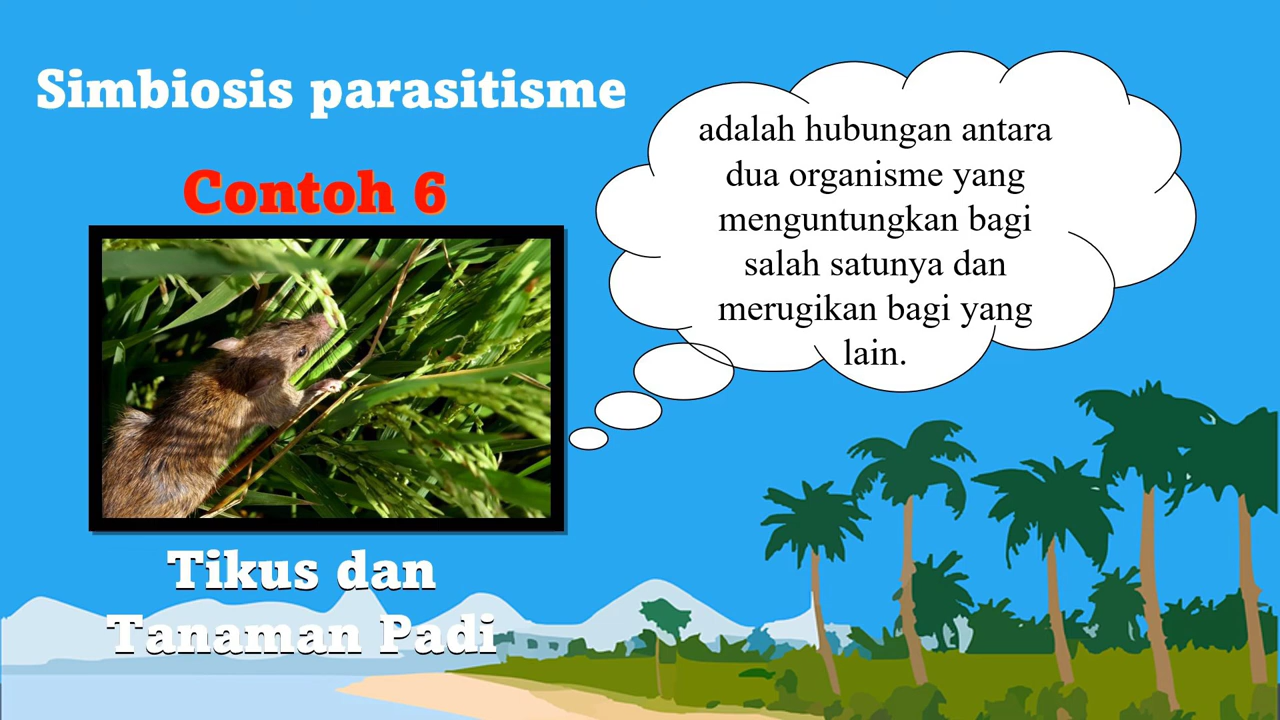 Simbiosis parasitisme
Contoh 6
adalah hubungan antara
dua organisme yang
menguntungkan bagi
salah satunya dan
merugikan bagi yang
lain.
Tikus dan
Tanaman Padi